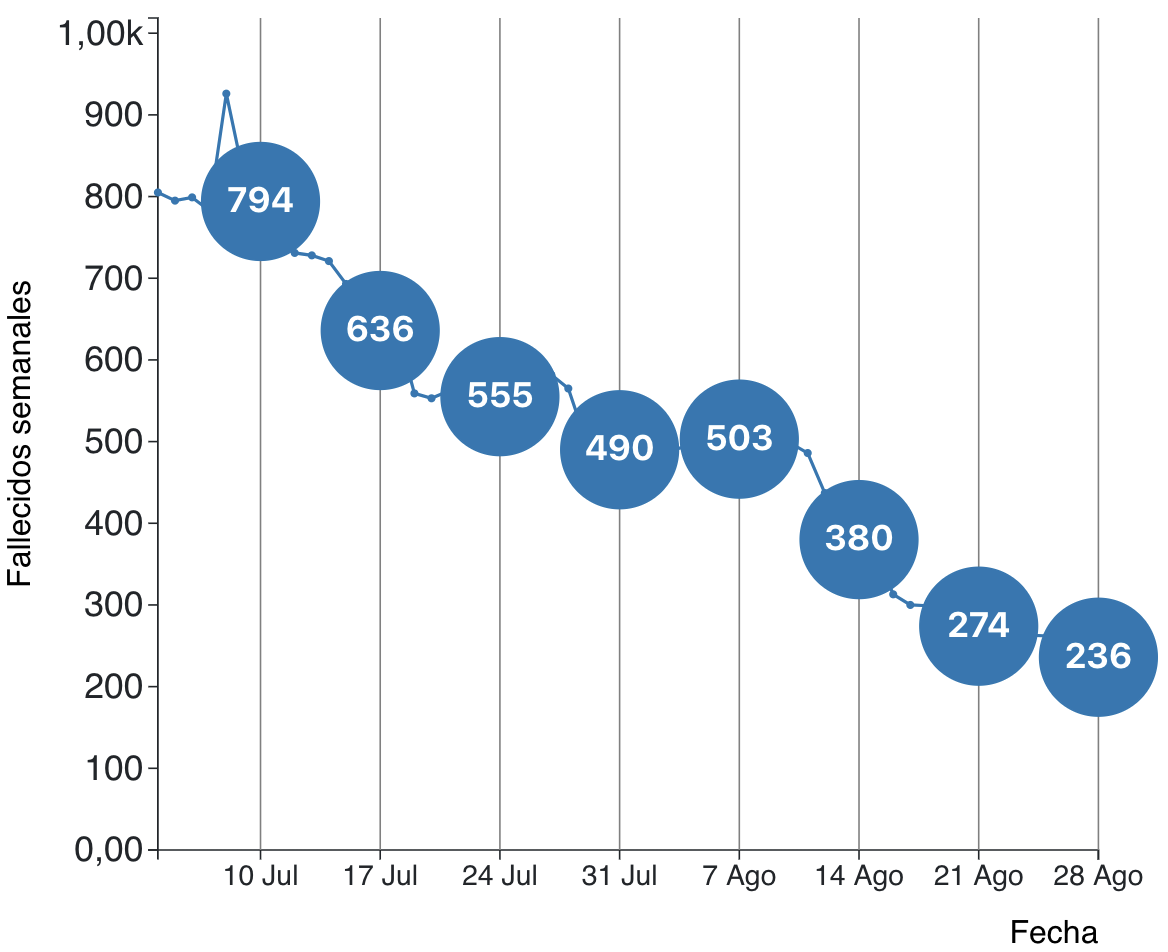 1,00k
900
800
700
600
500
400
300
200
100
0,00
Fallecidos semanales
794
636
555
490
503
380
274
236
10 Jul
17 Jul
24 Jul
31 Jul
7 Ago
14 Ago
21 Ago
28 Ago
Fecha